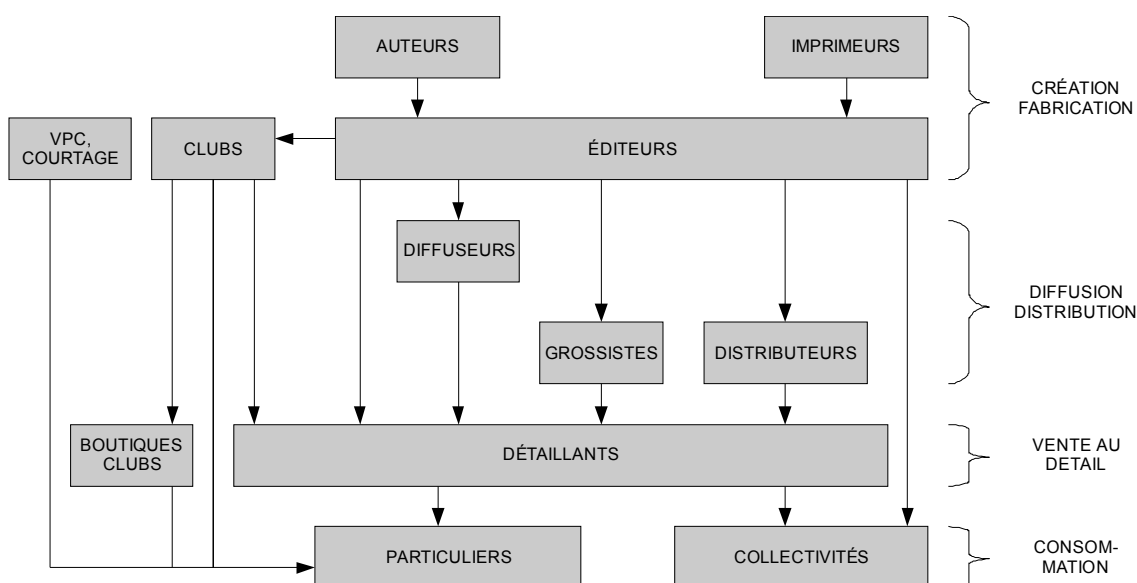 AUTEURS
IMPRIMEURS
CRÉATION
FABRICATION
VPC,
COURTAGE
CLUBS
ÉDITEURS
DIFFUSEURS
DIFFUSION
DISTRIBUTION
GROSSISTES
DISTRIBUTEURS
BOUTIQUES
CLUBS
DÉTAILLANTS
VENTE AU
DETAIL
PARTICULIERS
COLLECTIVITÉS
CONSOM-
MATION